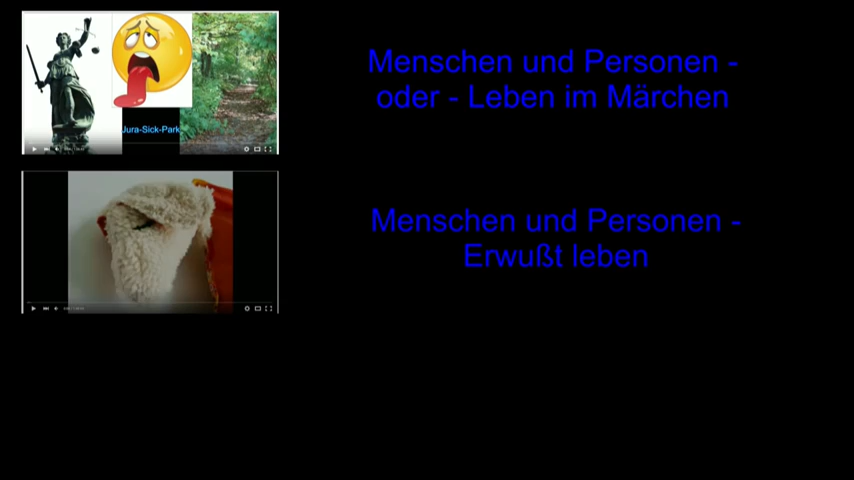 Jura-Sick-Park
Menschen und Personen -
oder - Leben im Märchen
Menschen und Personen -
Erwußt leben